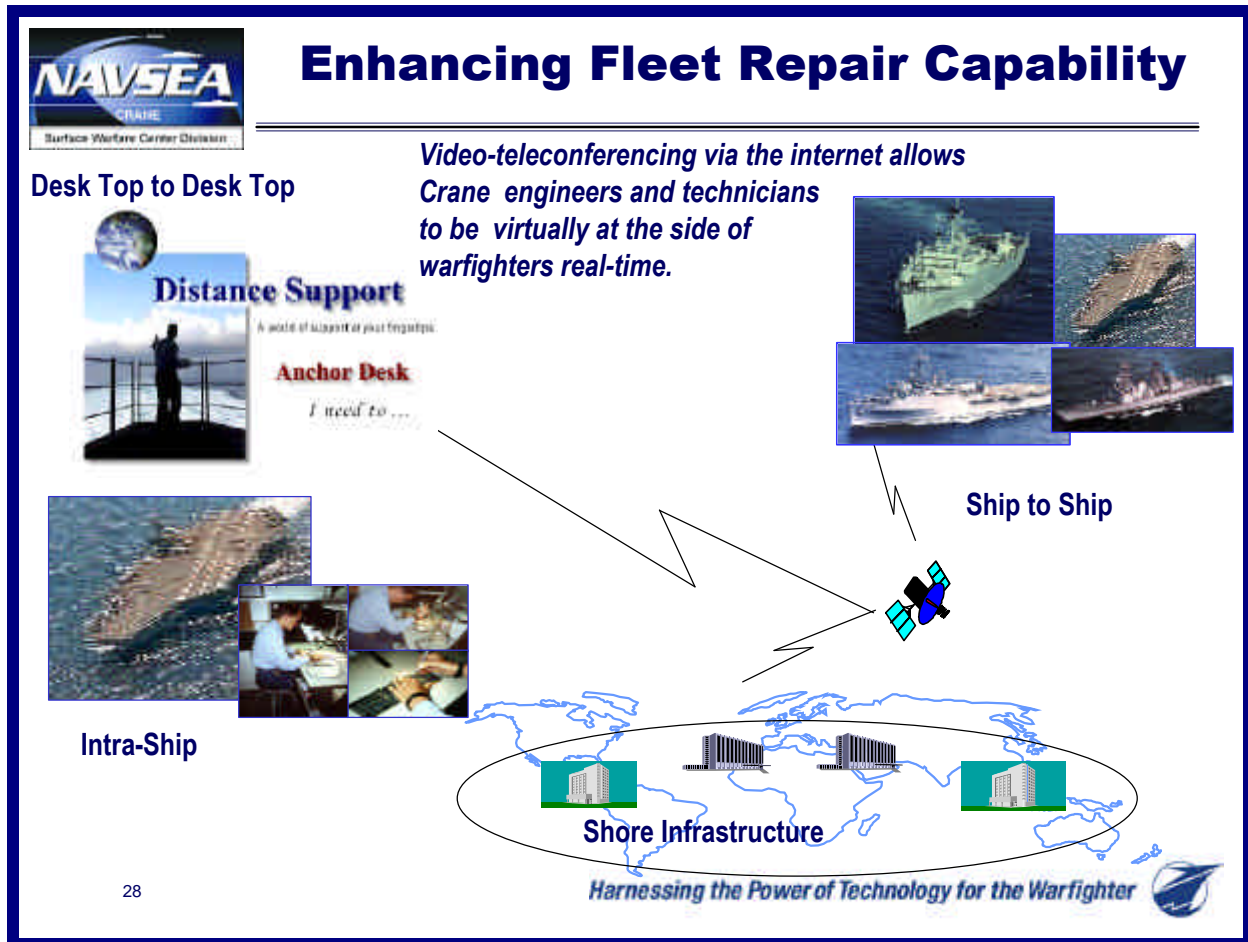 NAVSEA
CRANE
Surface Warfare Center Division
Enhancing Fleet Repair Capability
Video-teleconferencing via the internet allows
Crane engineers and technicians
to be virtually at the side of
warfighters real-time.
Desk Top to Desk Top
Distance Support
A world of support at your fingertips
Anchor Desk
I need to ...
Ship to Ship
Intra-Ship
Shore Infrastructure
28
Harnessing the Power of Technology for the Warfighter